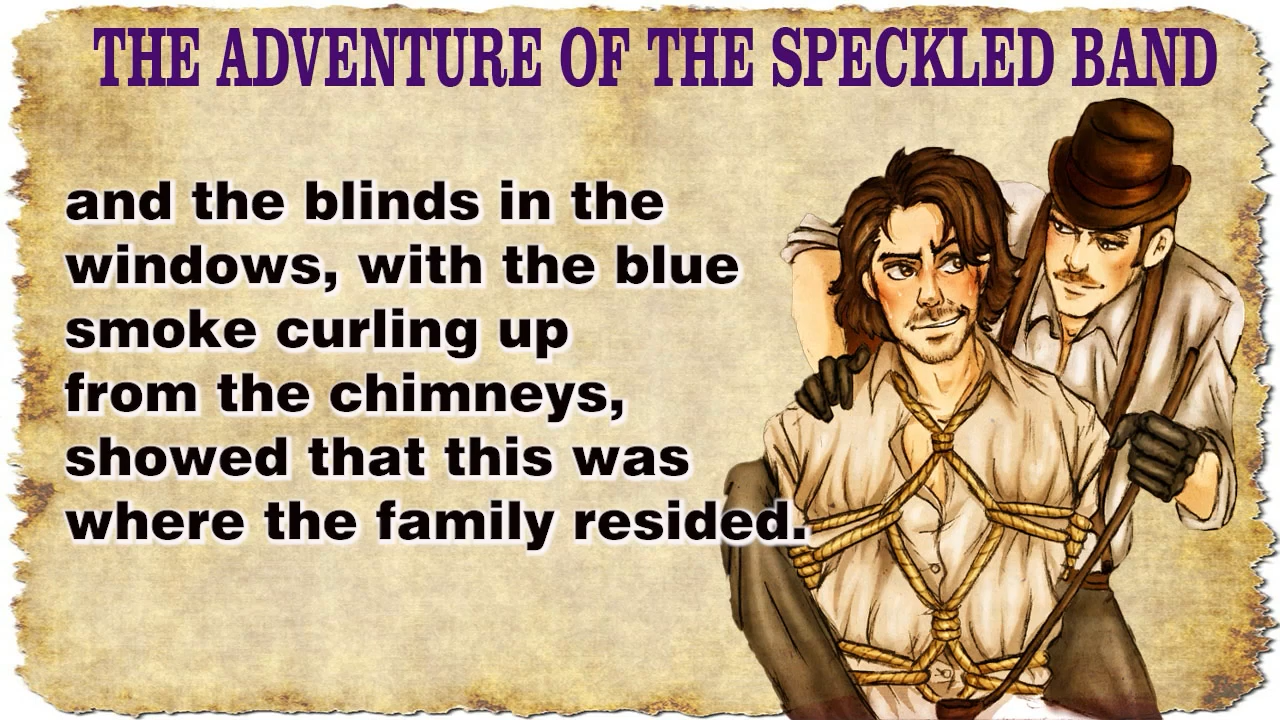 THE ADVENTURE OF THE SPECKLED BAND
and the blinds in the
windows, with the blue
smoke curling up
from the chimneys,
showed that this was
where the family resided.